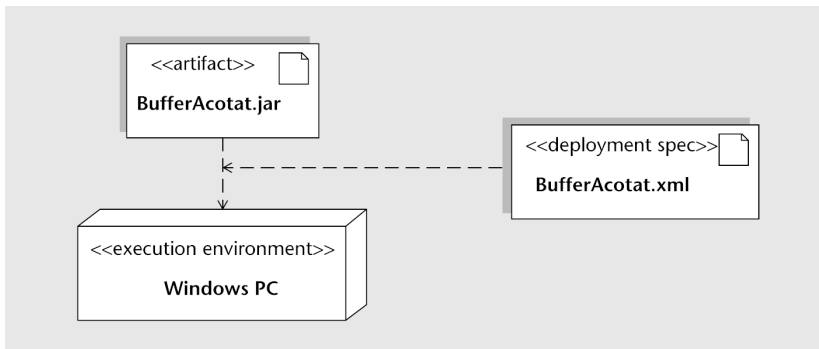 <<artifact>>
BufferAcotat.jar
<<deployment spec>>
BufferAcotat.xml
<<execution environment>>
Windows PC